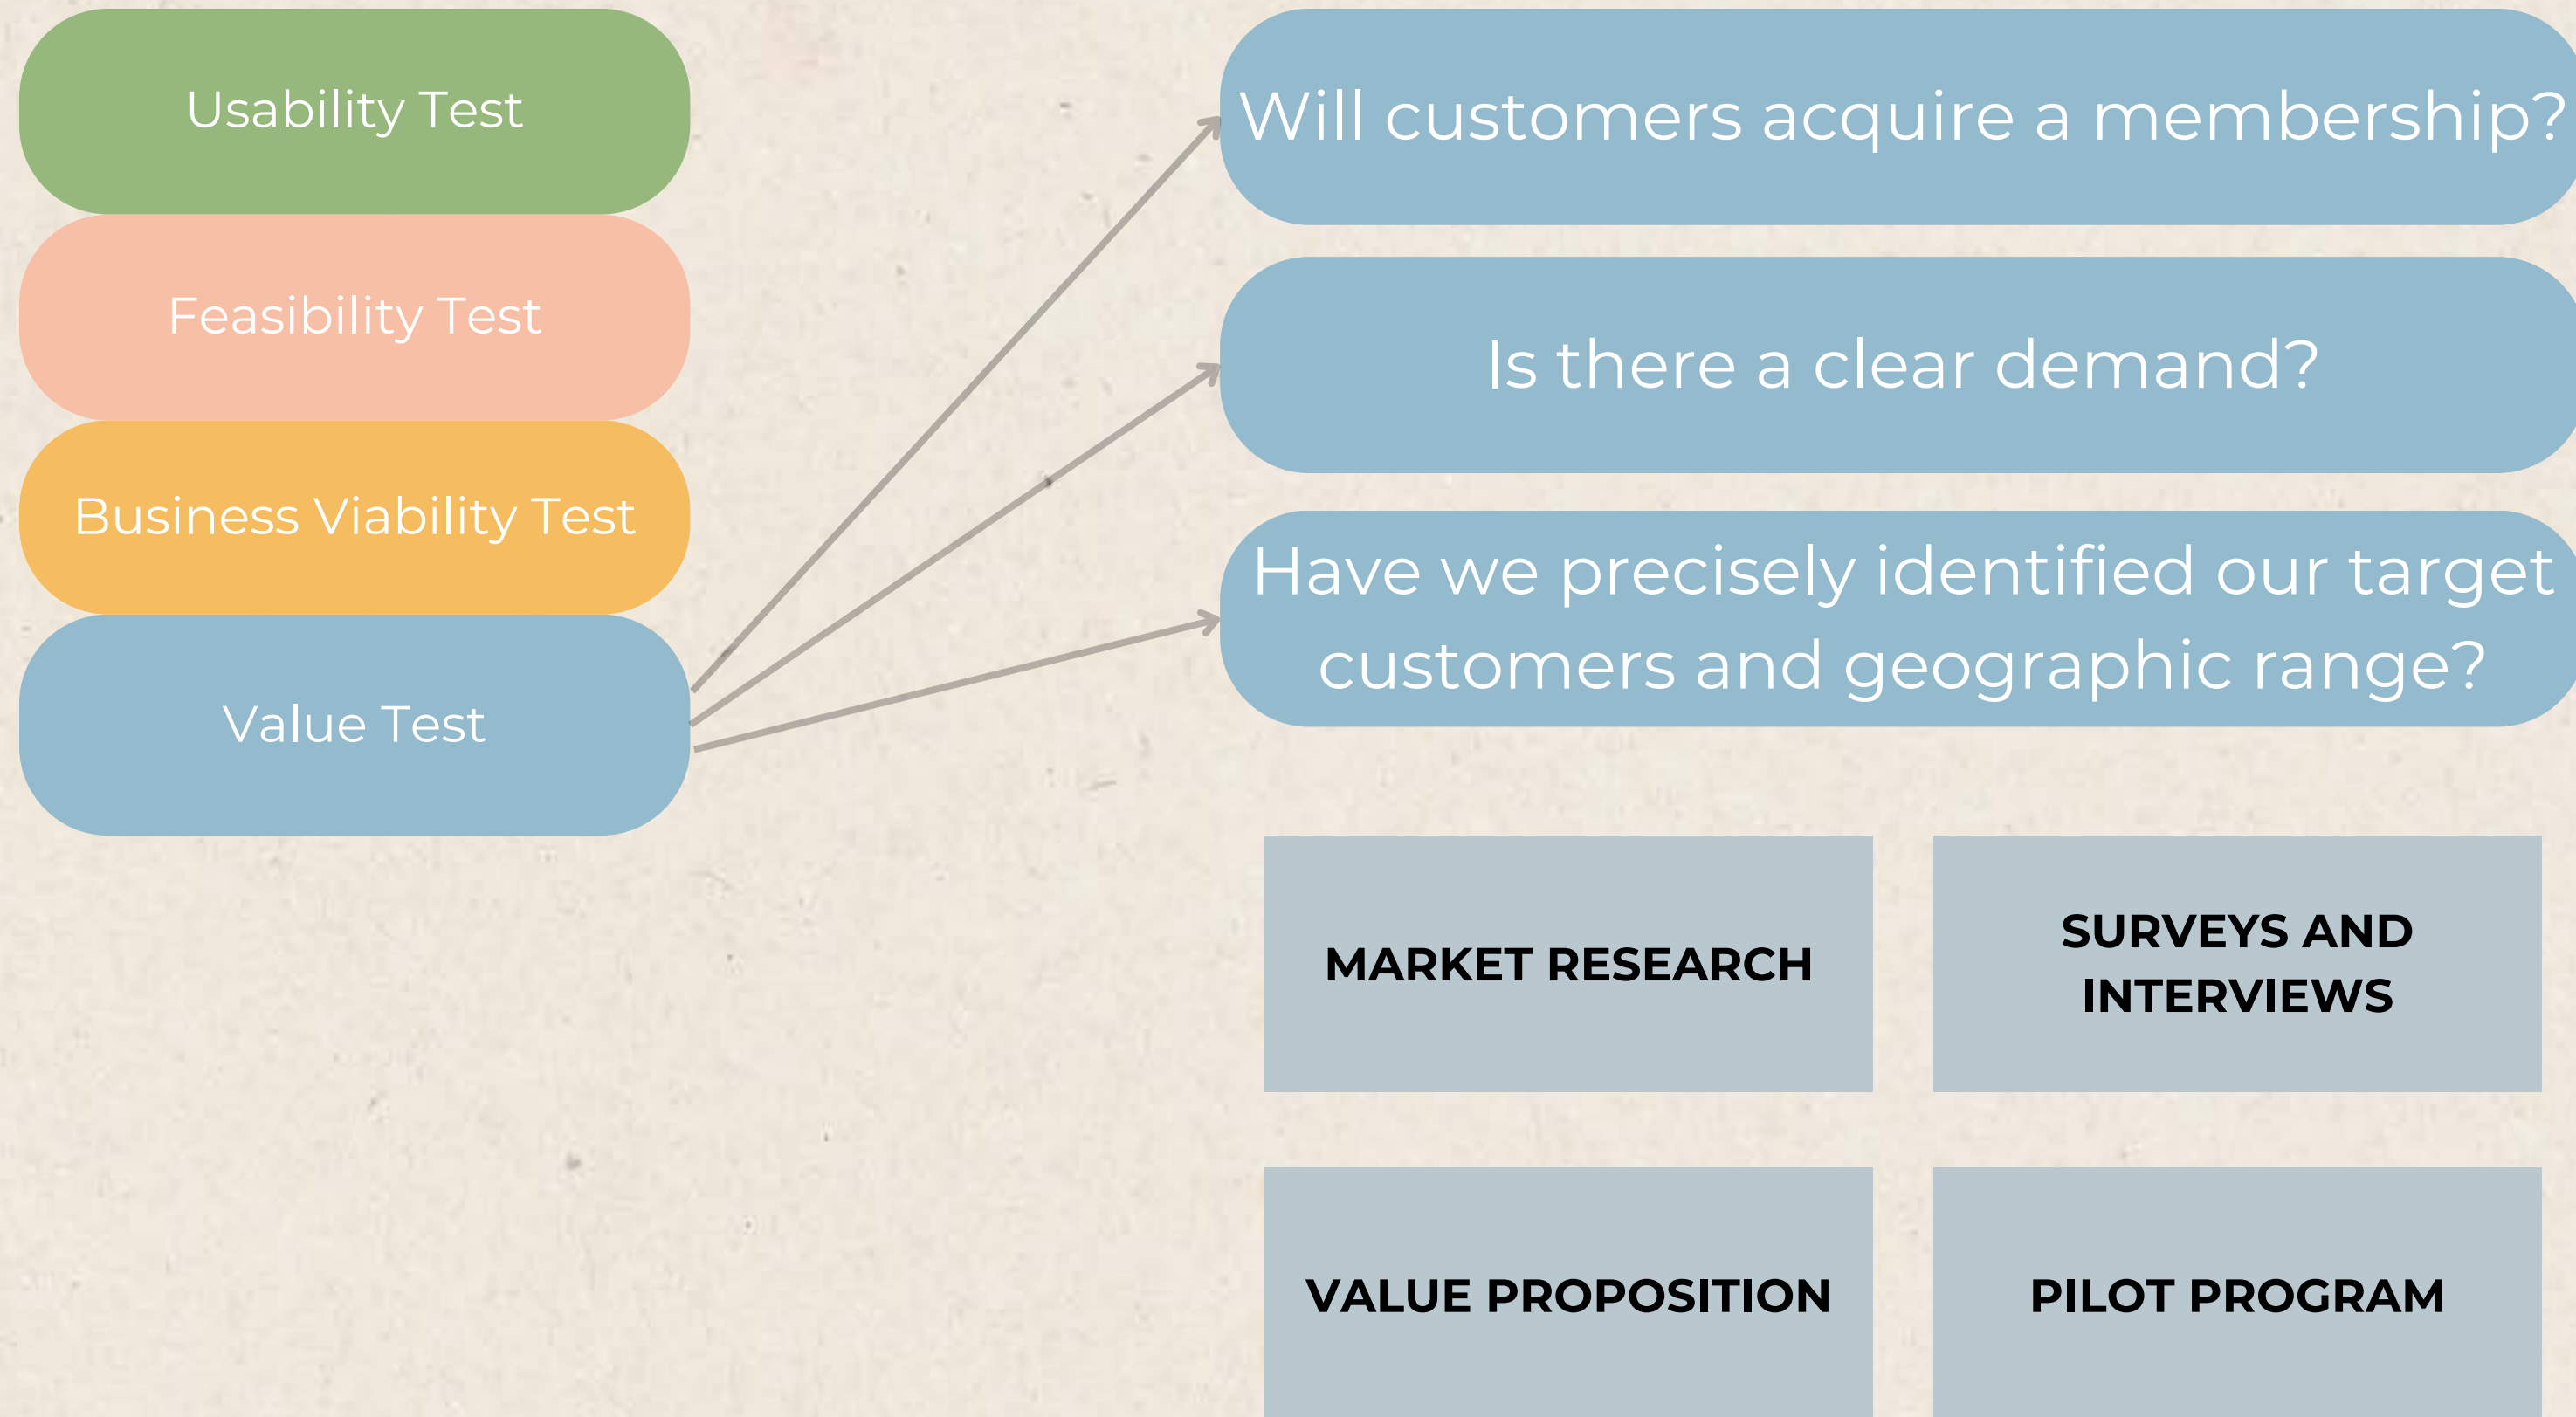 Usability Test
Feasibility Test
Business Viability Test
Value Test
Will customers acquire a membership?
Is there a clear demand?
Have we precisely identified our target
customers and geographic range?
MARKET RESEARCH
SURVEYS AND
INTERVIEWS
VALUE PROPOSITION
PILOT PROGRAM